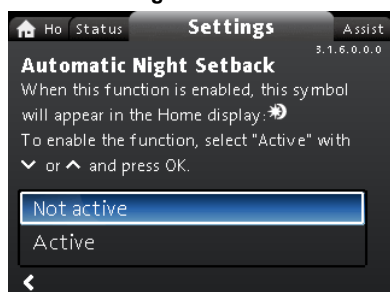 Ho Status Settings Assist
3.1.6.0.0.0
Automatic Night Setback
When this function is enabled, this symbol
will appear in the Home display:
To enable the function, select "Active" with
or and press OK.
Not active
Active